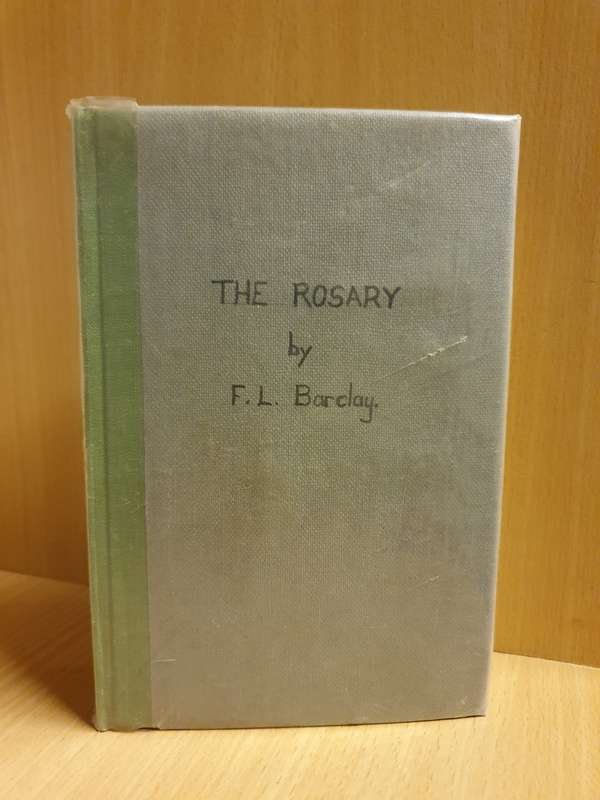 THE ROSARY
by
F. L. Barclay.